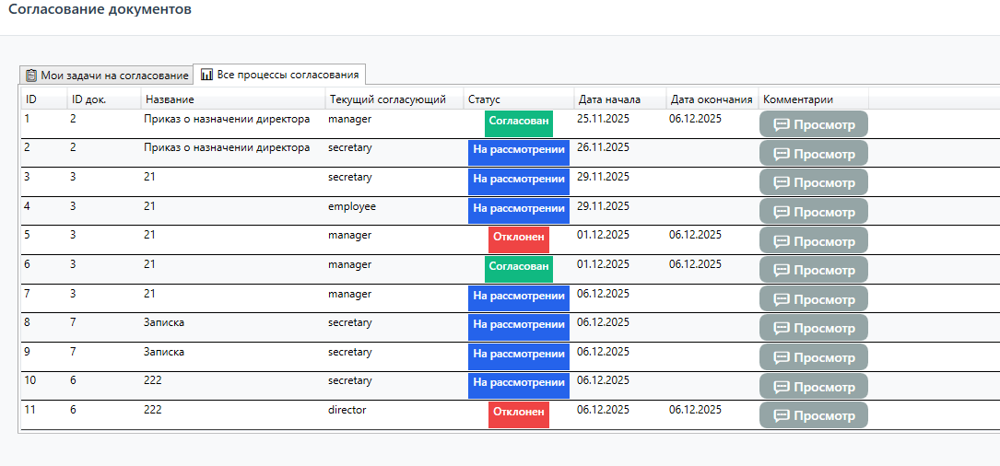 Согласование документов
Мои задачи на согласование Все процессы согласования
ID ID док. Название Текущий согласующий Статус Дата начала Дата окончания Комментарии
1 2 Приказ о назначении директора manager Согласован 25.11.2025 06.12.2025 Просмотр
2 2 Приказ о назначении директора secretary На рассмотрении 26.11.2025 Просмотр
3 3 21 secretary На рассмотрении 29.11.2025 Просмотр
4 3 21 employee На рассмотрении 29.11.2025 Просмотр
5 3 21 manager Отклонен 01.12.2025 06.12.2025 Просмотр
6 3 21 manager Согласован 01.12.2025 06.12.2025 Просмотр
7 3 21 manager На рассмотрении 06.12.2025 Просмотр
8 7 Записка secretary На рассмотрении 06.12.2025 Просмотр
9 7 Записка secretary На рассмотрении 06.12.2025 Просмотр
10 6 222 secretary На рассмотрении 06.12.2025 Просмотр
11 6 222 director Отклонен 06.12.2025 06.12.2025 Просмотр